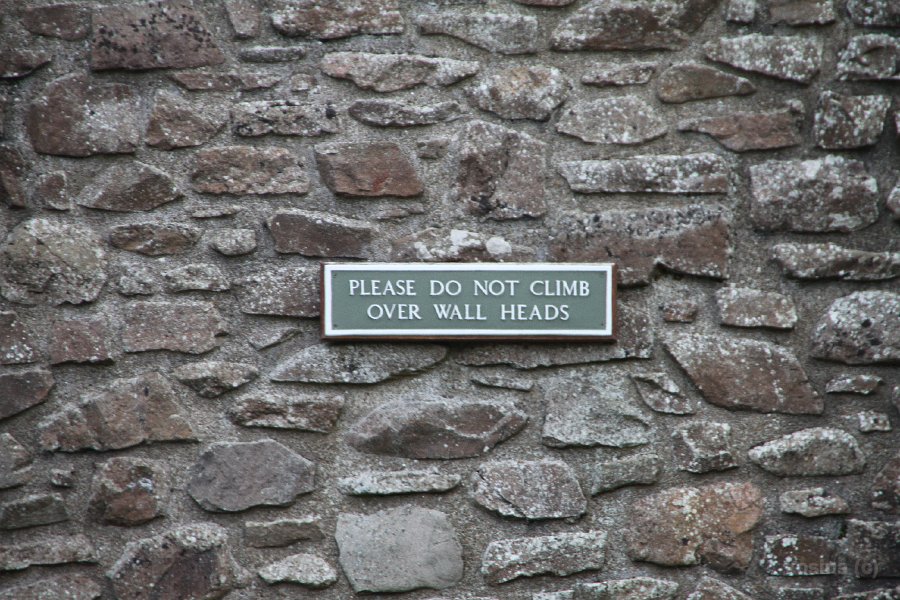 PLEASE DO NOT CLIMB
OVER WALL HEADS